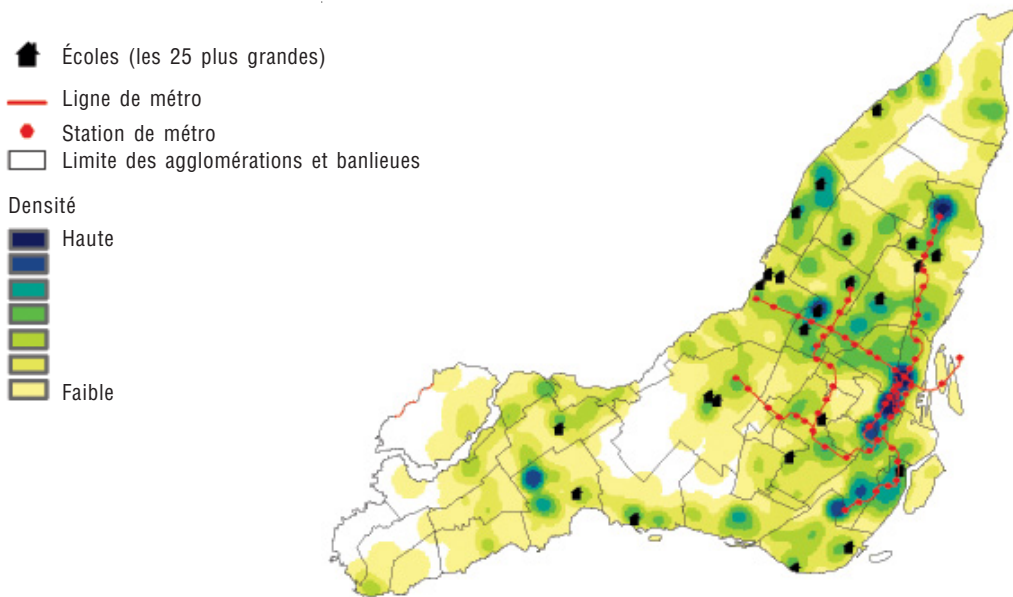 Écoles (les 25 plus grandes)
Ligne de métro
Station de métro
Limite des agglomérations et banlieues
Densité
Haute
Faible